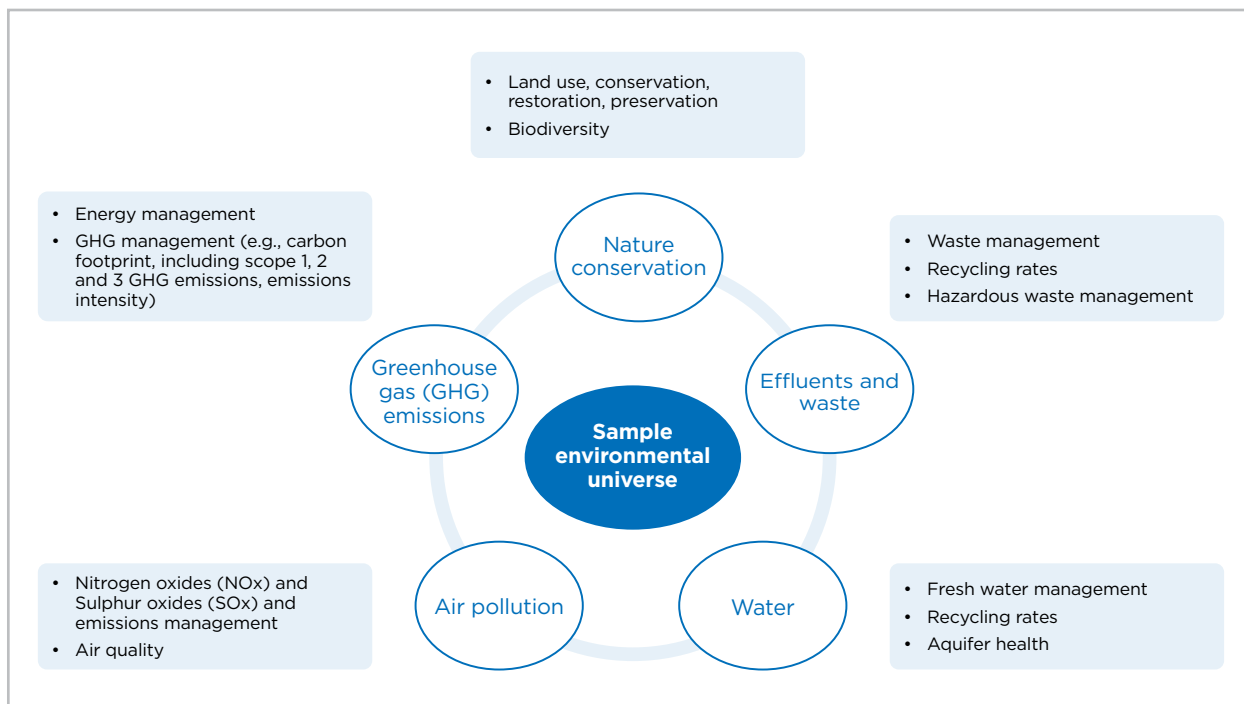 • Land use, conservation,
restoration, preservation
• Biodiversity
• Energy management
• GHG management (e.g., carbon
footprint, including scope 1, 2
and 3 GHG emissions, emissions
intensity)
Nature
conservation
• Waste management
• Recycling rates
• Hazardous waste management
Greenhouse
gas (GHG)
emissions
Effluents and
waste
Sample
environmental
universe
• Nitrogen oxides (NOx) and
Sulphur oxides (SOx) and
emissions management
• Air quality
Air pollution
Water
• Fresh water management
• Recycling rates
• Aquifer health